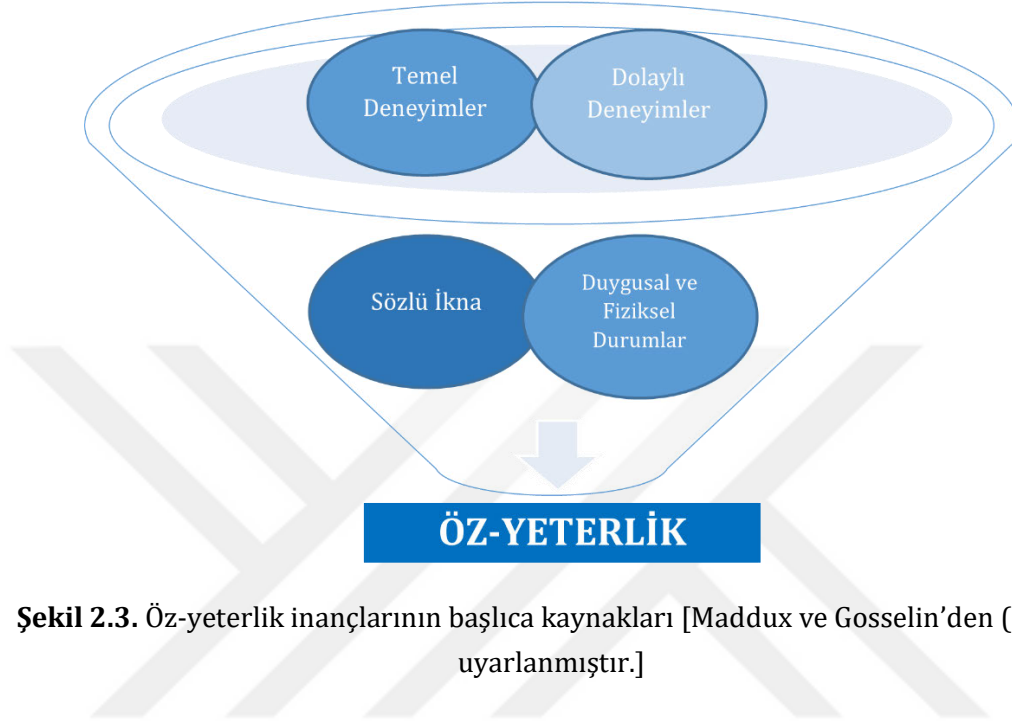 Temel
Deneyimler
Dolaylı
Deneyimler
Sözlü İkna
Duygusal ve
Fiziksel
Durumlar
ÖZ-YETERLİK
Şekil 2.3. Öz-yeterlik inançlarının başlıca kaynakları [Maddux ve Gosselin’den (
uyarlanmıştır.]